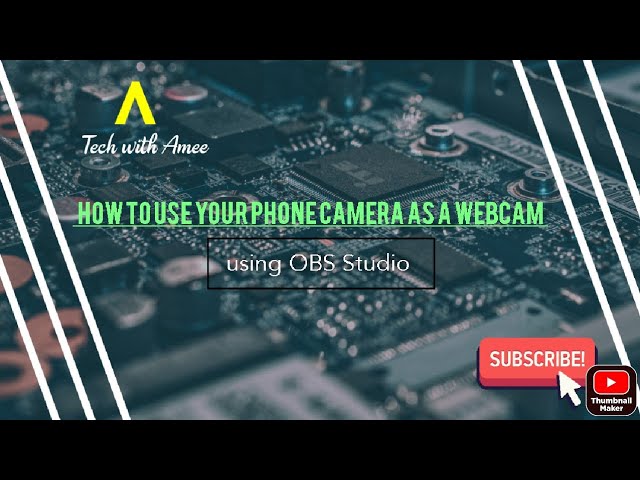 Tech with Amee
HOW TO USE YOUR PHONE CAMERA AS A WEBCAM
using OBS Studio
SUBSCRIBE!
Thumbnail
Maker